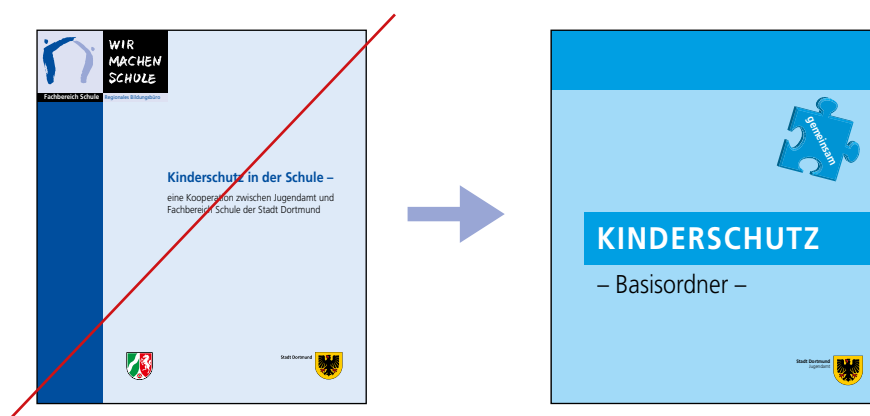 WIR
MACHEN
SCHULE
Fachbereich Schule Regionales Bildungsbüro
Kinderschutz in der Schule –
eine Kooperation zwischen Jugendamt und
Fachbereich Schule der Stadt Dortmund
Stadt Dortmund
gemeinsam
KINDERSCHUTZ
– Basisordner –
Stadt Dortmund
Jugendamt